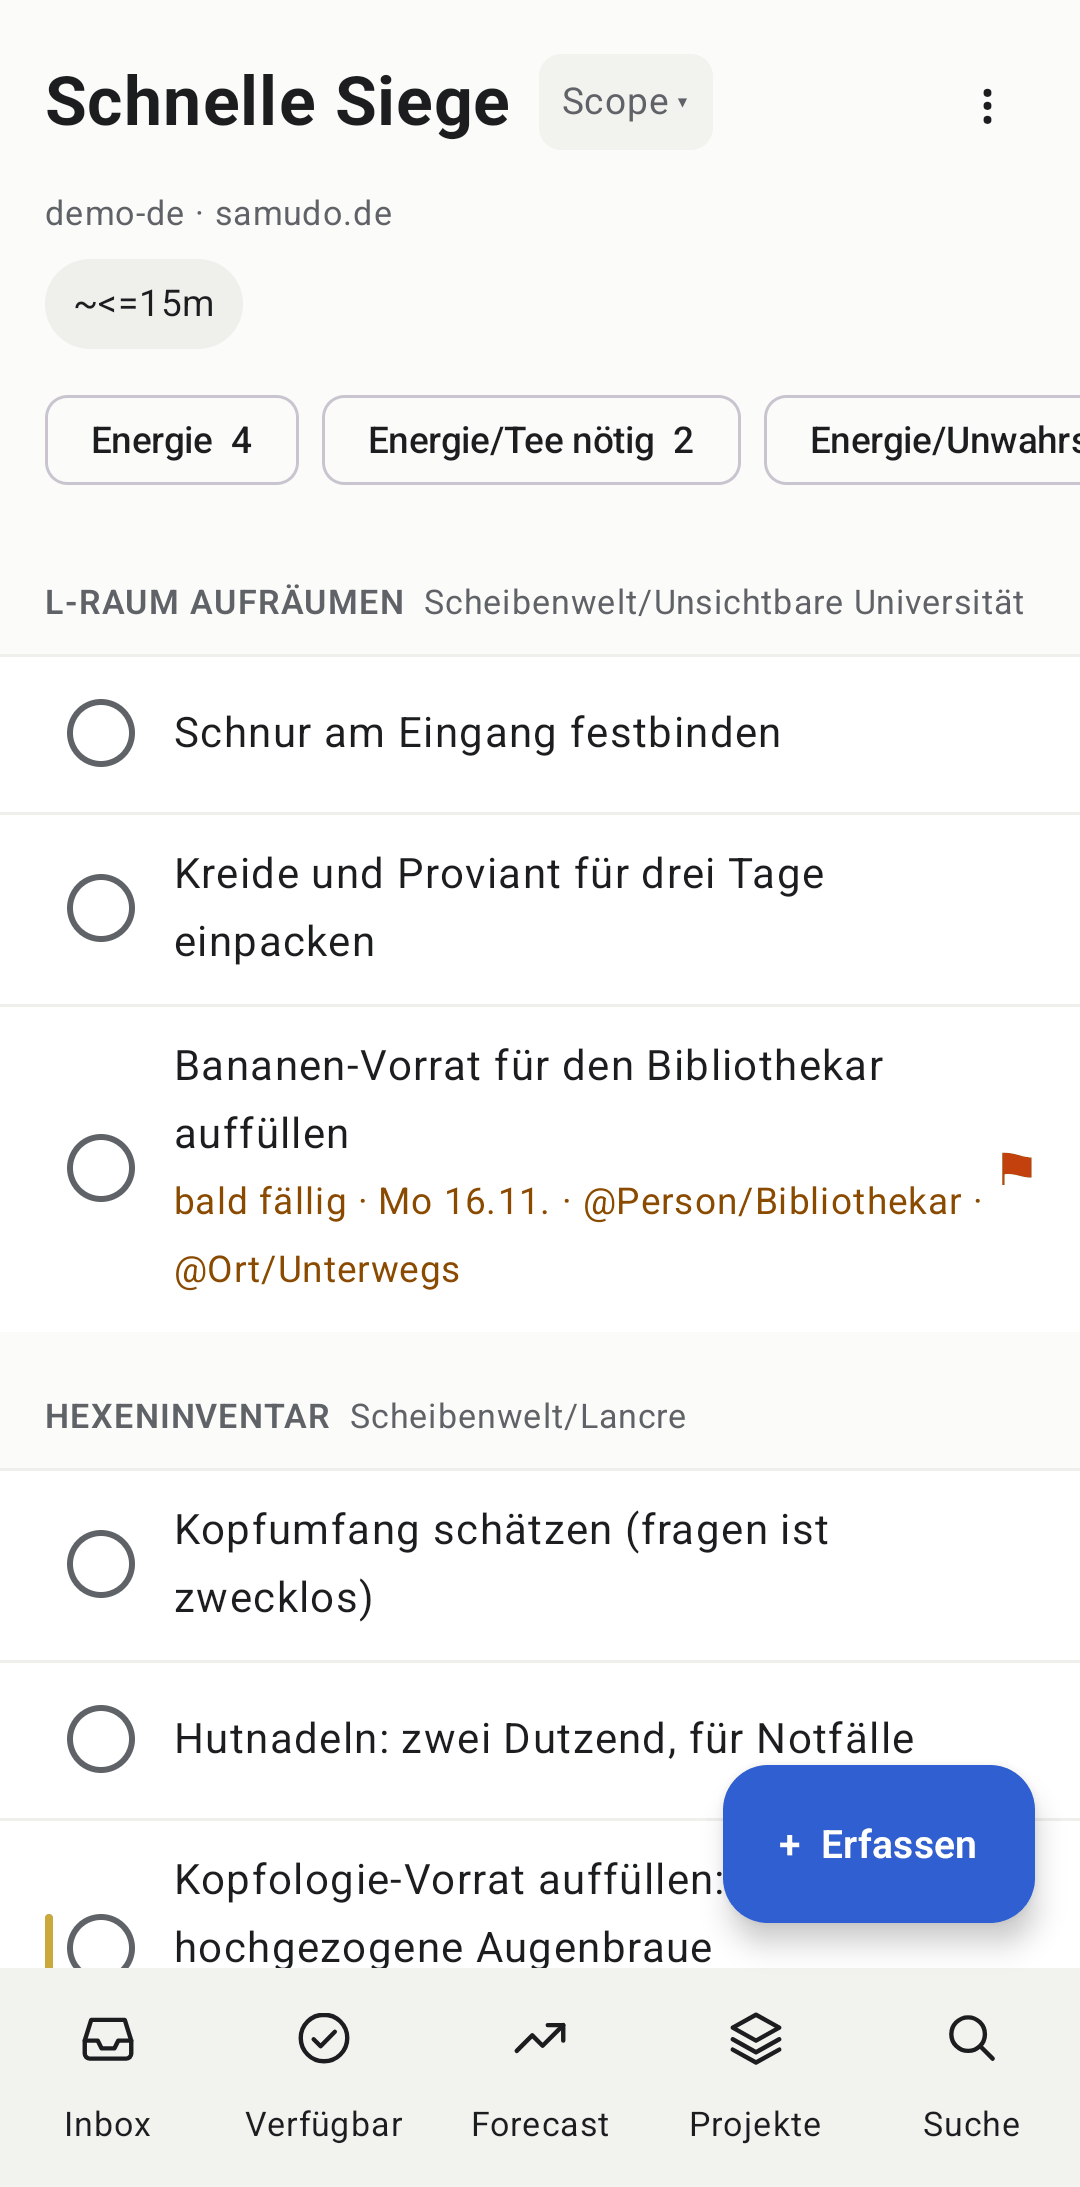 Schnelle Siege Scope ▾
demo-de · samudo.de
~<=15m
Energie 4 Energie/Tee nötig 2 Energie/Unwahrs
L-RAUM AUFRÄUMEN Scheibenwelt/Unsichtbare Universität
Schnur am Eingang festbinden
Kreide und Proviant für drei Tage
einpacken
Bananen-Vorrat für den Bibliothekar
auffüllen
bald fällig · Mo 16.11. · @Person/Bibliothekar ·
@Ort/Unterwegs
HEXENINVENTAR Scheibenwelt/Lancre
Kopfumfang schätzen (fragen ist
zwecklos)
Hutnadeln: zwei Dutzend, für Notfälle
+ Erfassen
Kopfologie-Vorrat auffüllen:
hochgezogene Augenbraue
Inbox Verfügbar Forecast Projekte Suche